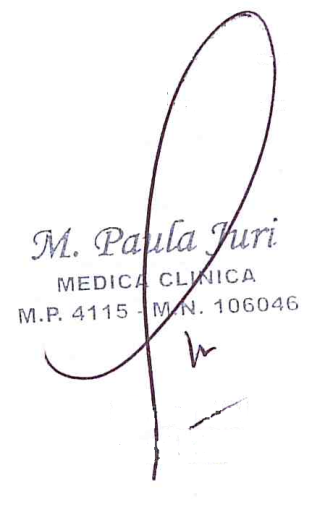 M. Paula Juri
MEDICA CLINICA
M.P. 4115 - M.N. 106046